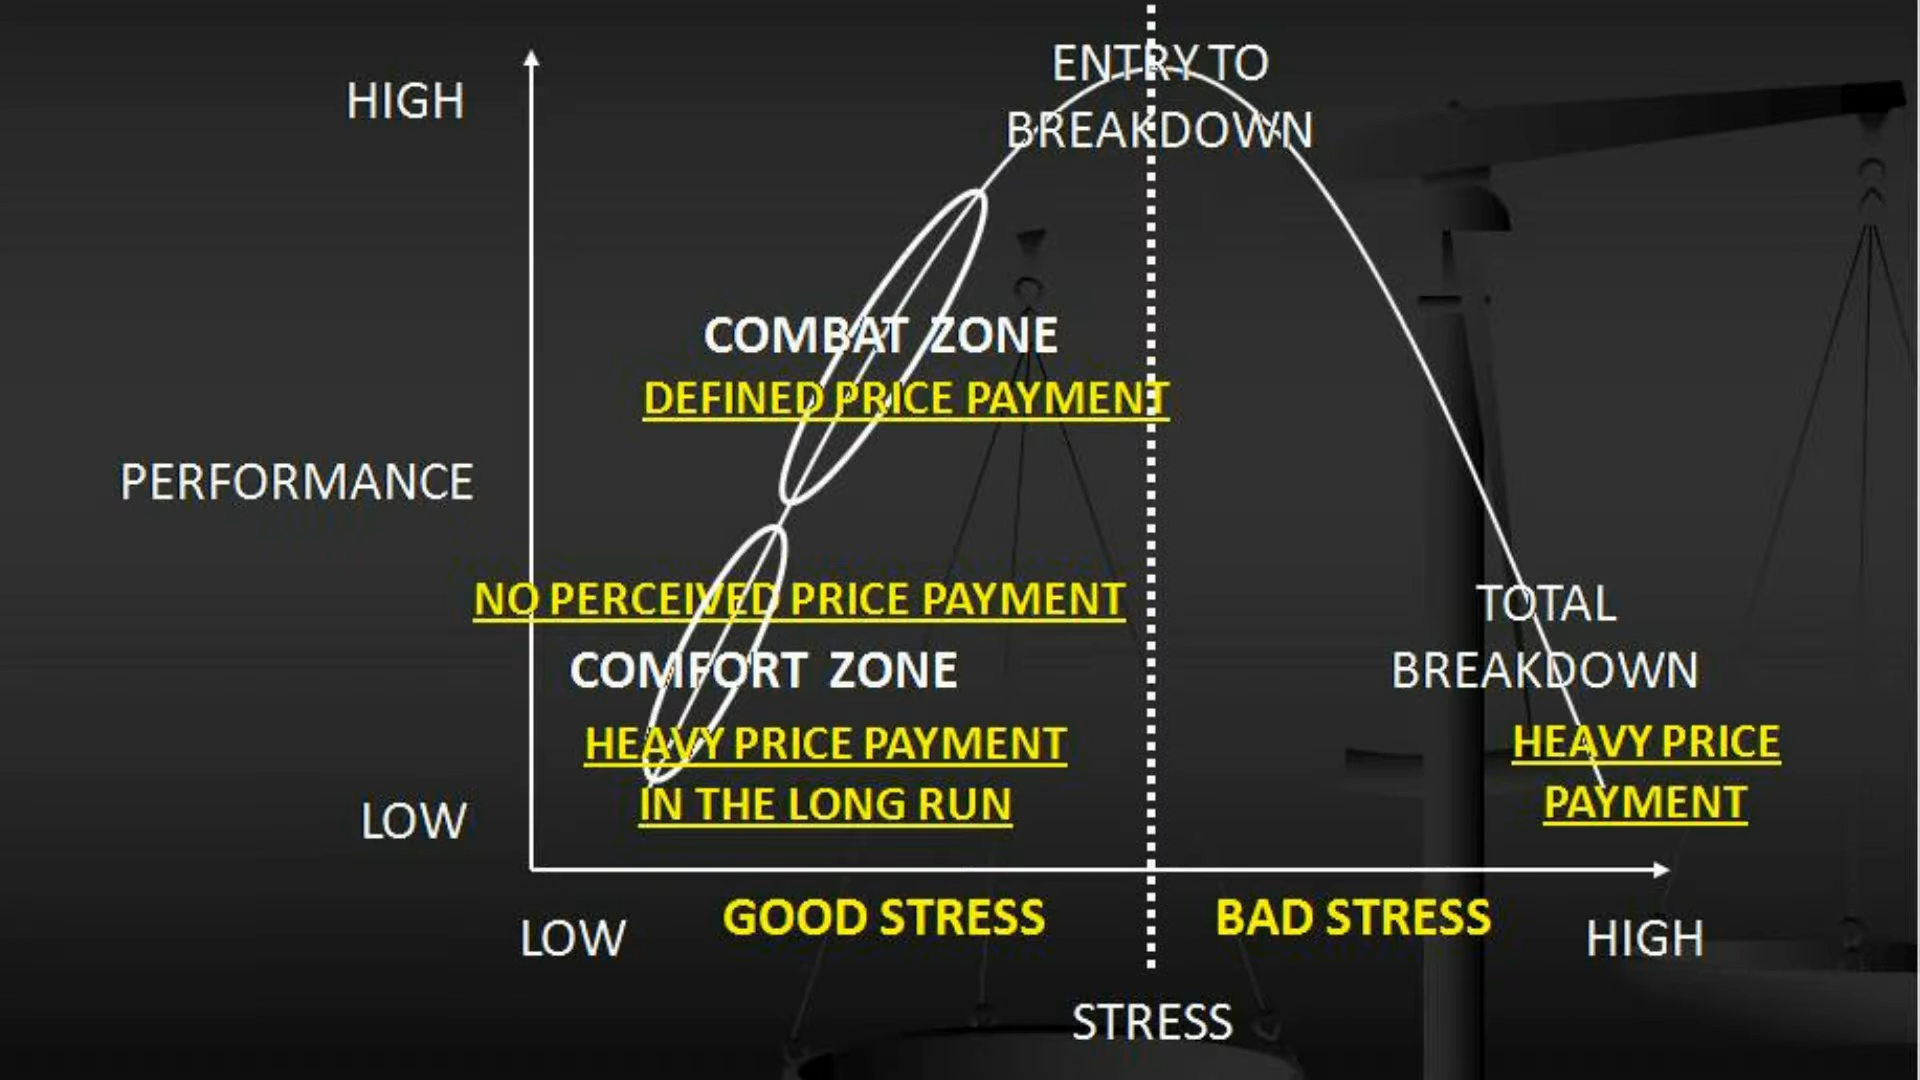 ENTRY TO
BREAKDOWN
HIGH
COMBAT ZONE
DEFINED PRICE PAYMENT
PERFORMANCE
NO PERCEIVED PRICE PAYMENT
COMFORT ZONE
HEAVY PRICE PAYMENT
IN THE LONG RUN
TOTAL
BREAKDOWN
HEAVY PRICE
PAYMENT
LOW
LOW
GOOD STRESS
BAD STRESS
HIGH
STRESS